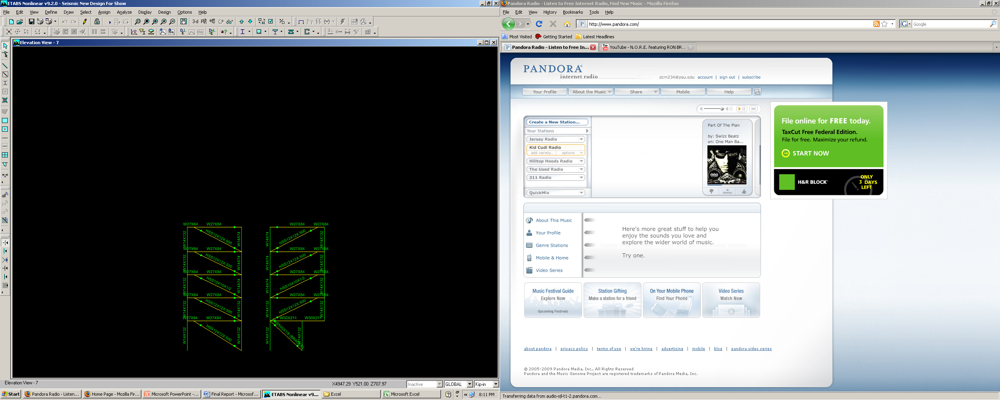 ETABS Nonlinear v9.2.0 - Seismic New Design For Show
File Edit View Define Draw Select Assign Analyze Display Design Options Help
3-d
Elevation View - 7
all
ps
clr
W27X84 W27X84 W27X84 W27X84
W14X132 HSS12X12X.500 W14X74 W14X74 HSS12X12X.500 W14X132
W27X84 W27X84 W27X84 W27X84
W14X132 HSS12X12X.500 W14X74 W14X74 HSS12X12X.500 W14X132
W27X84 W27X84 W27X84 W27X84
W14X132 HSS10X10X1/2 W14X74 W14X74 HSS10X10X1/2 W14X132
W27X84 W27X84 W27X84 W27X84
W14X132 HSS12X12X.500 W14X132 W14X132 HSS12X12X.500 W14X132
W27X84 W27X84 W30X211 W30X211
W14X132 HSS12X12X.500 W14X132 W14X132 (BRACES) W14X132
Elevation View - 7
X4947.29 Y521.00 Z707.97
Inactive
GLOBAL
Kip-in
Start
Pandora Radio - Listen...
Home Page - Mozilla Fir...
Microsoft PowerPoint -...
Final Report - Microsof...
ETABS Nonlinear v9....
Excel
Microsoft Excel
8:11 PM
Pandora Radio - Listen to Free Internet Radio, Find New Music - Mozilla Firefox
File Edit View History Bookmarks Tools Help
http://www.pandora.com/
Google
Most Visited Getting Started Latest Headlines
Pandora Radio - Listen to Free In...
YouTube - N.O.R.E. featuring RON BR...
PANDORA®
internet radio
dcm234@psu.edu account | sign out | subscribe
Your Profile About the Music Share Mobile Help
Create a New Station...
Your Stations
Jersey Radio
Kid Cudi Radio
add variety... options
Hilltop Hoods Radio
The Used Radio
311 Radio
QuickMix
Part Of The Plan
by: Swizz Beatz
on: One Man Ba...
SWIZZ BEATZ
menu
File online for FREE today.
TaxCut Free Federal Edition.
File for free. Maximize your refund.
START NOW
H&R BLOCK®
ONLY
3 DAYS
LEFT
About This Music
Your Profile
Genre Stations
Mobile & Home
Video Series
Here's more great stuff to help you
enjoy the sounds you love and
explore the wider world of music.
Try one.
Music Festival Guide
Explore Now
Upcoming Festivals
Station Gifting
Make a station for a friend
On Your Mobile Phone
Find Your Phone
Video Series
Watch Now
about pandora | privacy policy | terms of use | we're hiring | advertising | mobile | blog | pandora video series
© 2005-2009 Pandora Media, Inc., All Rights Reserved
Pandora and the Music Genome Project are registered trademarks of Pandora Media, Inc.
Transferring data from audio-sjl-t1-2.pandora.com...